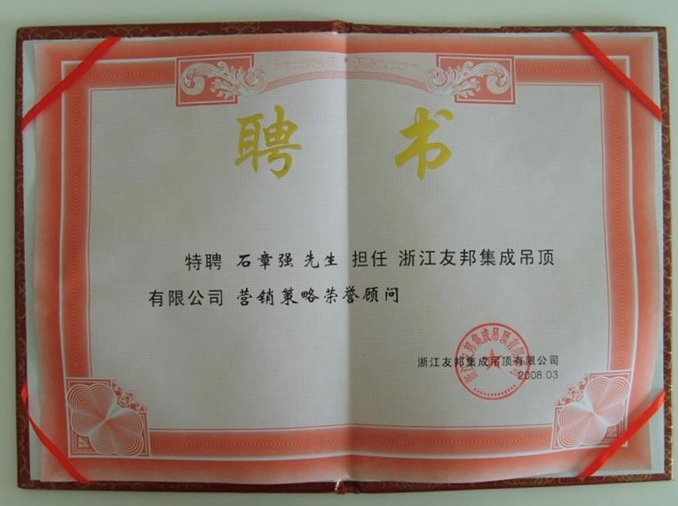 聘 书
特聘 石章强 先生 担任 浙江友邦集成吊顶
有限公司 营销策略荣誉顾问
浙江友邦集成吊顶有限公司
2008.03